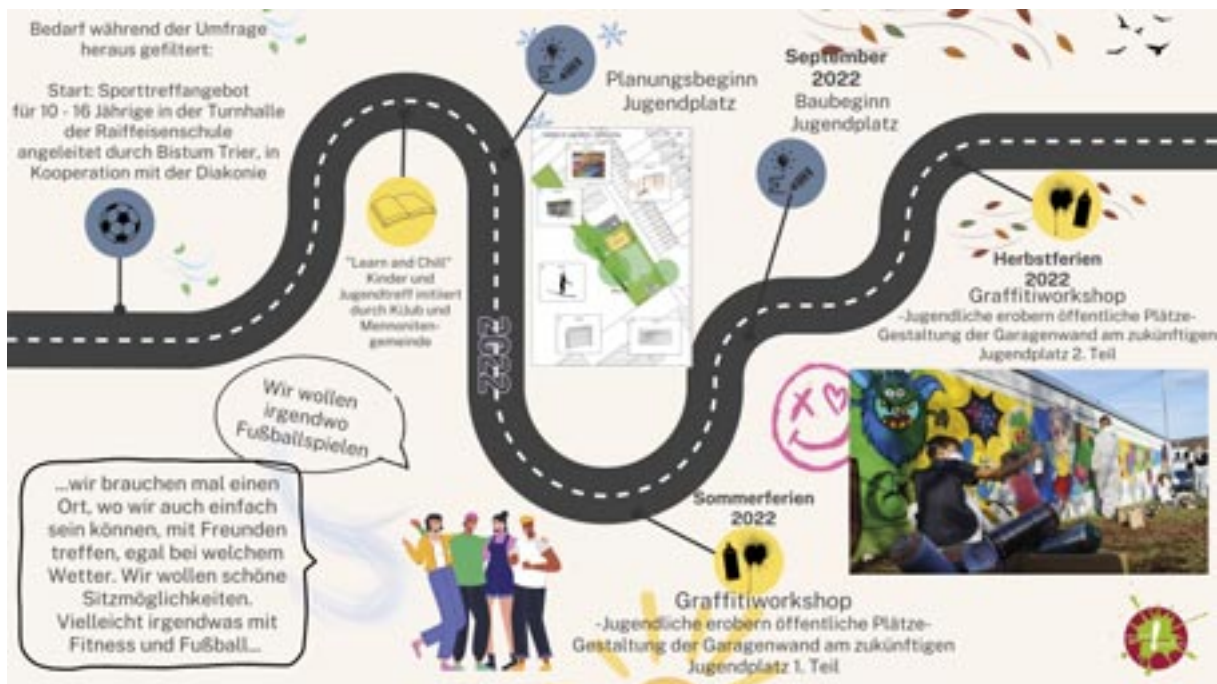 Bedarf während der Umfrage
heraus gefiltert:
Start: Sporttreffangebot
für 10 - 16 Jährige in der Turnhalle
der Raiffeisenschule
angeleitet durch Bistum Trier, in
Kooperation mit der Diakonie
"Learn and Chill"
Kinder und
Jugendtreff initiiert
durch KiJub und
Mennoniten-
gemeinde
Planungsbeginn
Jugendplatz
2022
September
2022
Baubeginn
Jugendplatz
Herbstferien
2022
Graffitiworkshop
-Jugendliche erobern öffentliche Plätze-
Gestaltung der Garagenwand am zukünftigen
Jugendplatz 2. Teil
Wir wollen
irgendwo
Fußballspielen
...wir brauchen mal einen
Ort, wo wir auch einfach
sein können, mit Freunden
treffen, egal bei welchem
Wetter. Wir wollen schöne
Sitzmöglichkeiten.
Vielleicht irgendwas mit
Fitness und Fußball...
Sommerferien
2022
Graffitiworkshop
-Jugendliche erobern öffentliche Plätze-
Gestaltung der Garagenwand am zukünftigen
Jugendplatz 1. Teil